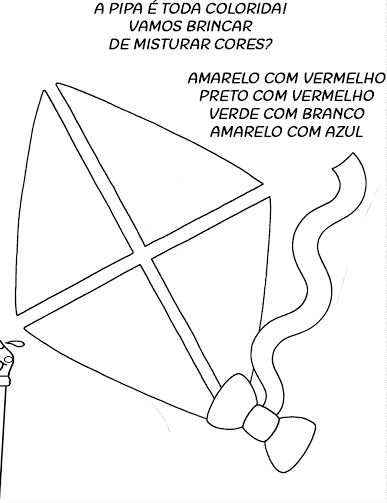 A PIPA É TODA COLORIDA!
VAMOS BRINCAR
DE MISTURAR CORES?
AMARELO COM VERMELHO
PRETO COM VERMELHO
VERDE COM BRANCO
AMARELO COM AZUL